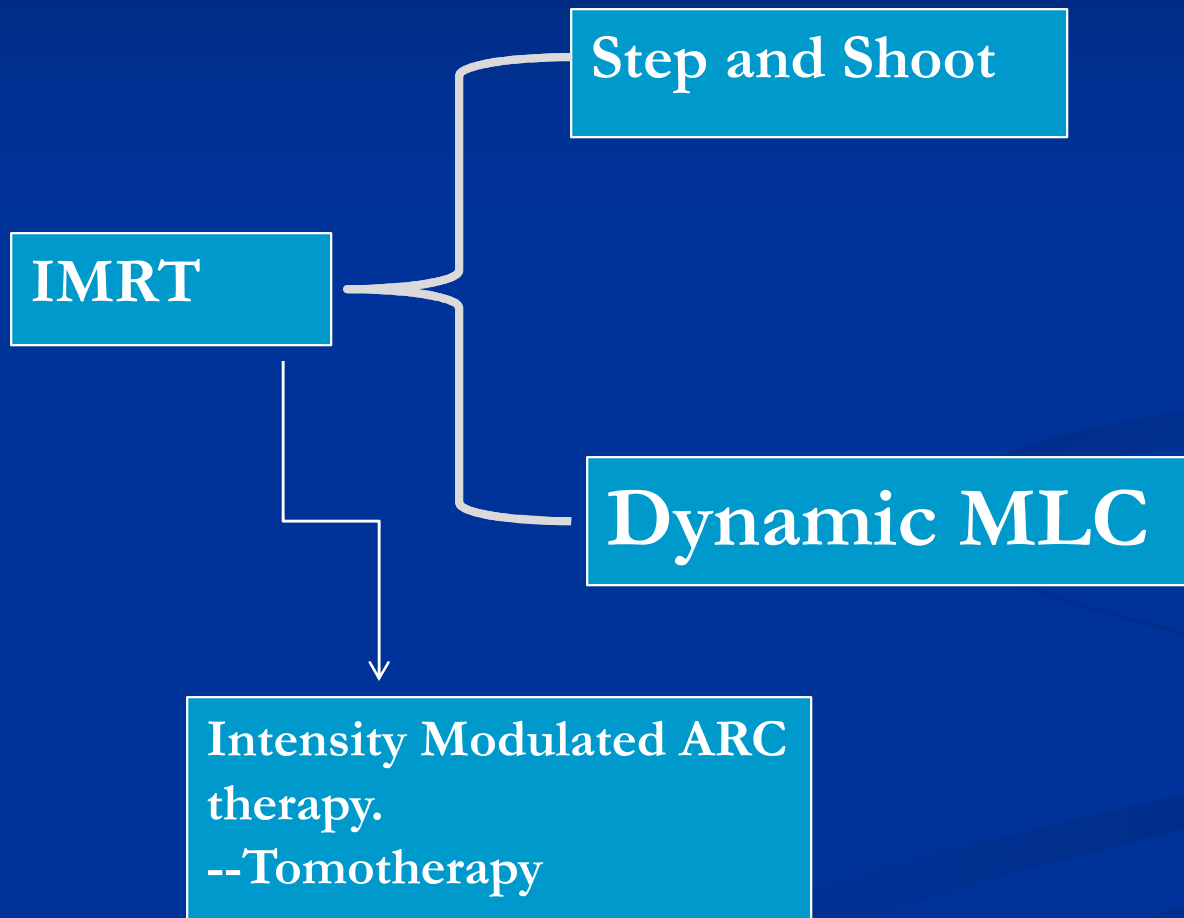 Step and Shoot
IMRT
Dynamic MLC
Intensity Modulated ARC
therapy.
--Tomotherapy